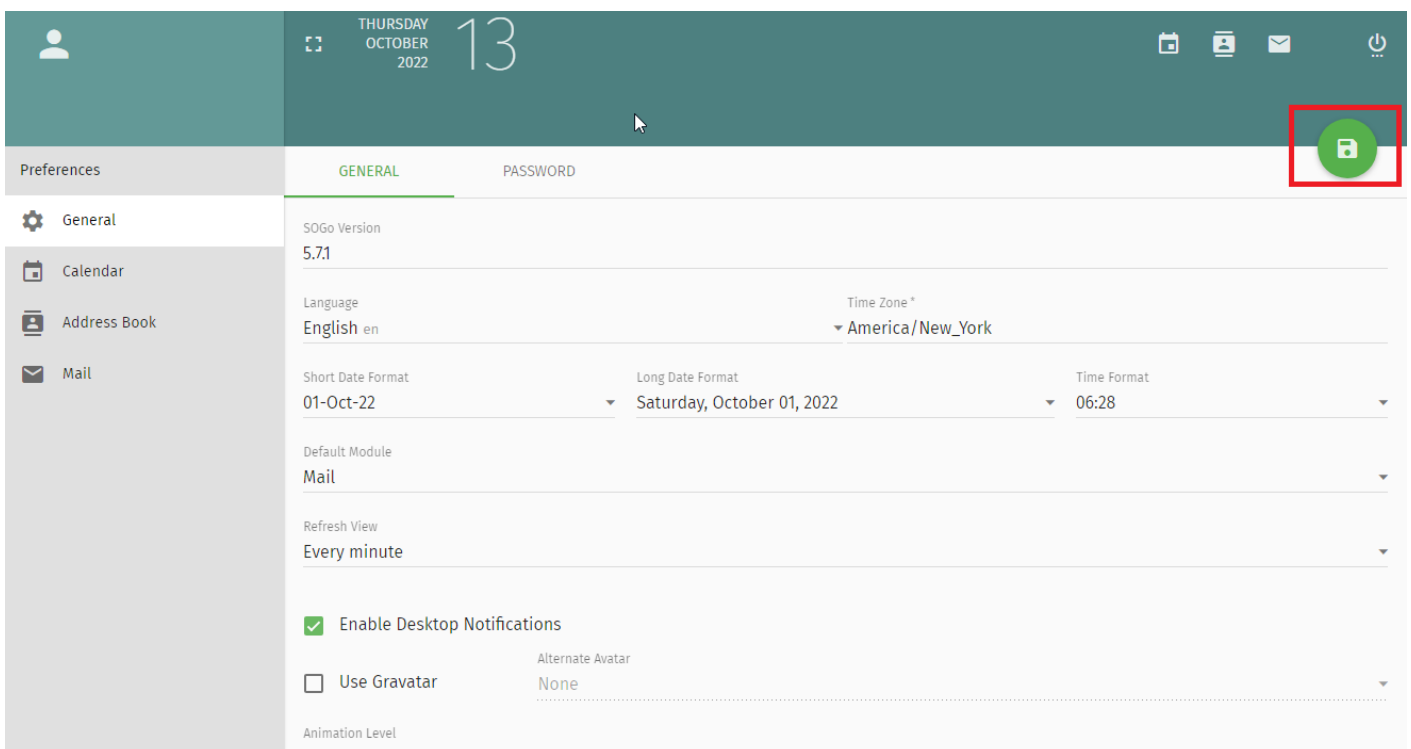 THURSDAY
OCTOBER
2022
13
Preferences
General
Calendar
Address Book
Mail
GENERAL PASSWORD
SOGo Version
5.7.1
Language Time Zone *
English en America/New_York
Short Date Format Long Date Format Time Format
01-Oct-22 Saturday, October 01, 2022 06:28
Default Module
Mail
Refresh View
Every minute
Enable Desktop Notifications
Alternate Avatar
Use Gravatar None
Animation Level